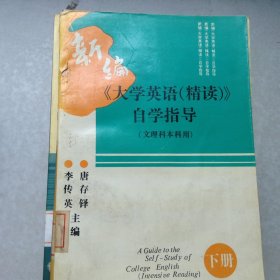 新编
《大学英语(精读)》
自学指导
(文理科本科用)
唐存铎
李传英 主编
A Guide to the
Self-Study of
College English
(Intensive Reading)
下册